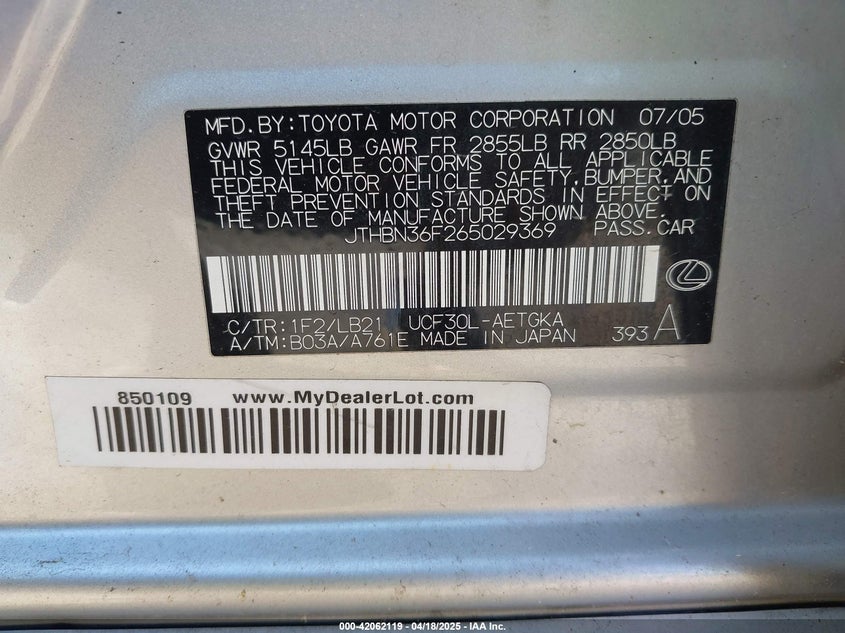 MFD.BY:TOYOTA MOTOR CORPORATION 07/05
GVWR 5145LB GAWR FR 2855LB RR 2850LB
THIS VEHICLE CONFORMS TO ALL APPLICABLE
FEDERAL MOTOR VEHICLE SAFETY,BUMPER,AND
THEFT PREVENTION STANDARDS IN EFFECT ON
THE DATE OF MANUFACTURE SHOWN ABOVE.
JTHBN36F265029369 PASS.CAR
C/TR:1F2/LB21 UCF30L-AETGKA
A/TM:B03A/A761E MADE IN JAPAN 393A
850109 www.MyDealerLot.com
000-42062119 - 04/18/2025 - IAA Inc.